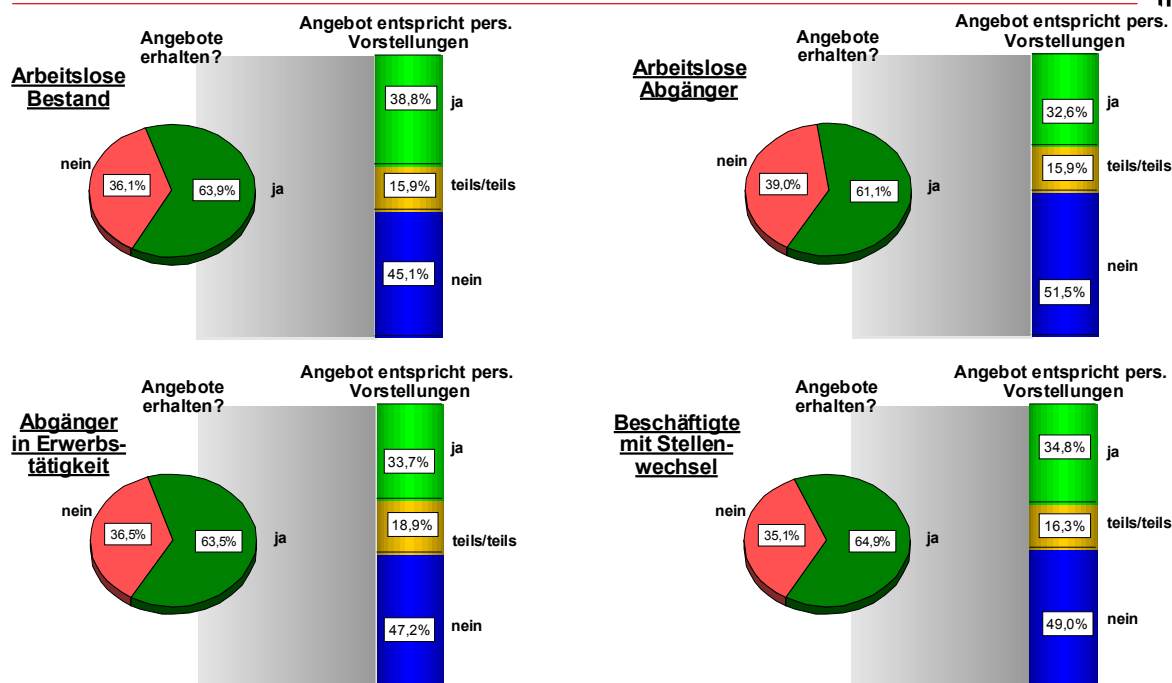 Angebote
erhalten?
Angebot entspricht pers.
Vorstellungen
Arbeitslose
Bestand
nein
36,1%
63,9%
ja
38,8%
ja
15,9%
teils/teils
45,1%
nein
Angebote
erhalten?
Angebot entspricht pers.
Vorstellungen
Arbeitslose
Abgänger
nein
39,0%
61,1%
ja
32,6%
ja
15,9%
teils/teils
51,5%
nein
Angebote
erhalten?
Angebot entspricht pers.
Vorstellungen
Abgänger
in Erwerbs-
tätigkeit
nein
36,5%
63,5%
ja
33,7%
ja
18,9%
teils/teils
47,2%
nein
Angebote
erhalten?
Angebot entspricht pers.
Vorstellungen
Beschäftigte
mit Stellen-
wechsel
nein
35,1%
64,9%
ja
34,8%
ja
16,3%
teils/teils
49,0%
nein